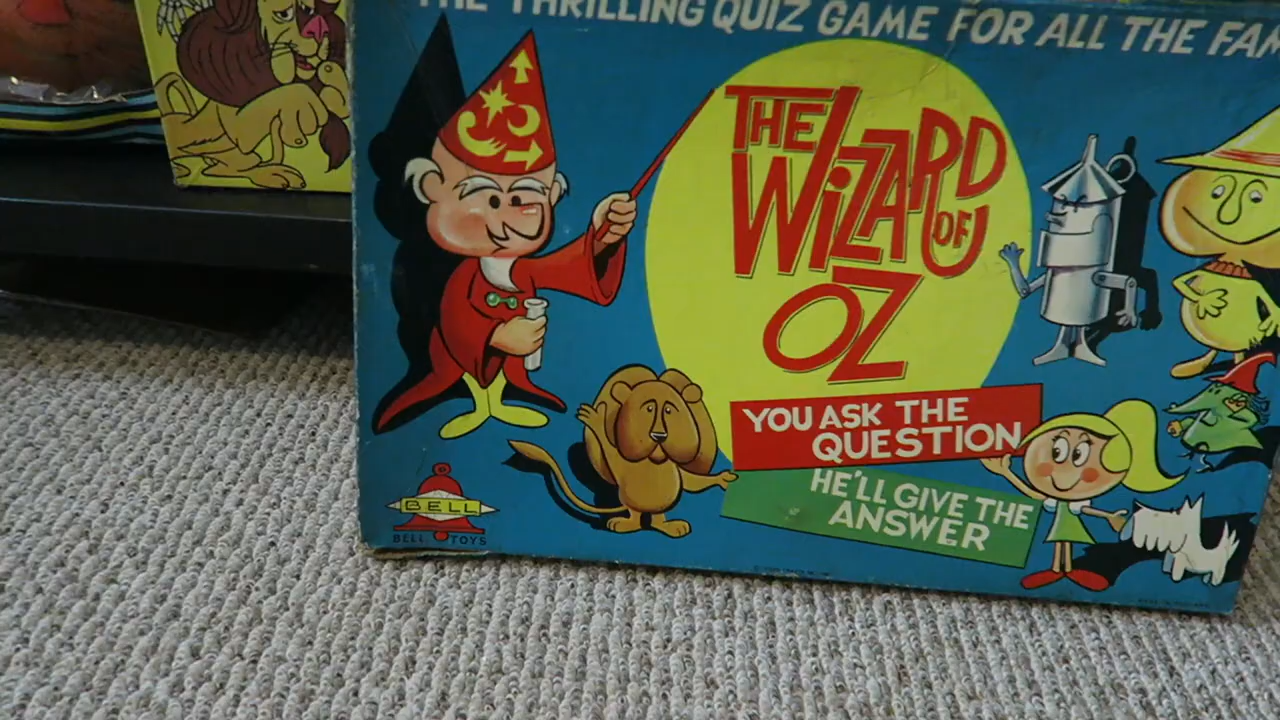 THE THRILLING QUIZ GAME FOR ALL THE
THE
WiZARD
OF
OZ
YOU ASK THE
QUESTION
HE'LL GIVE THE
ANSWER
BELL
BELL TOYS